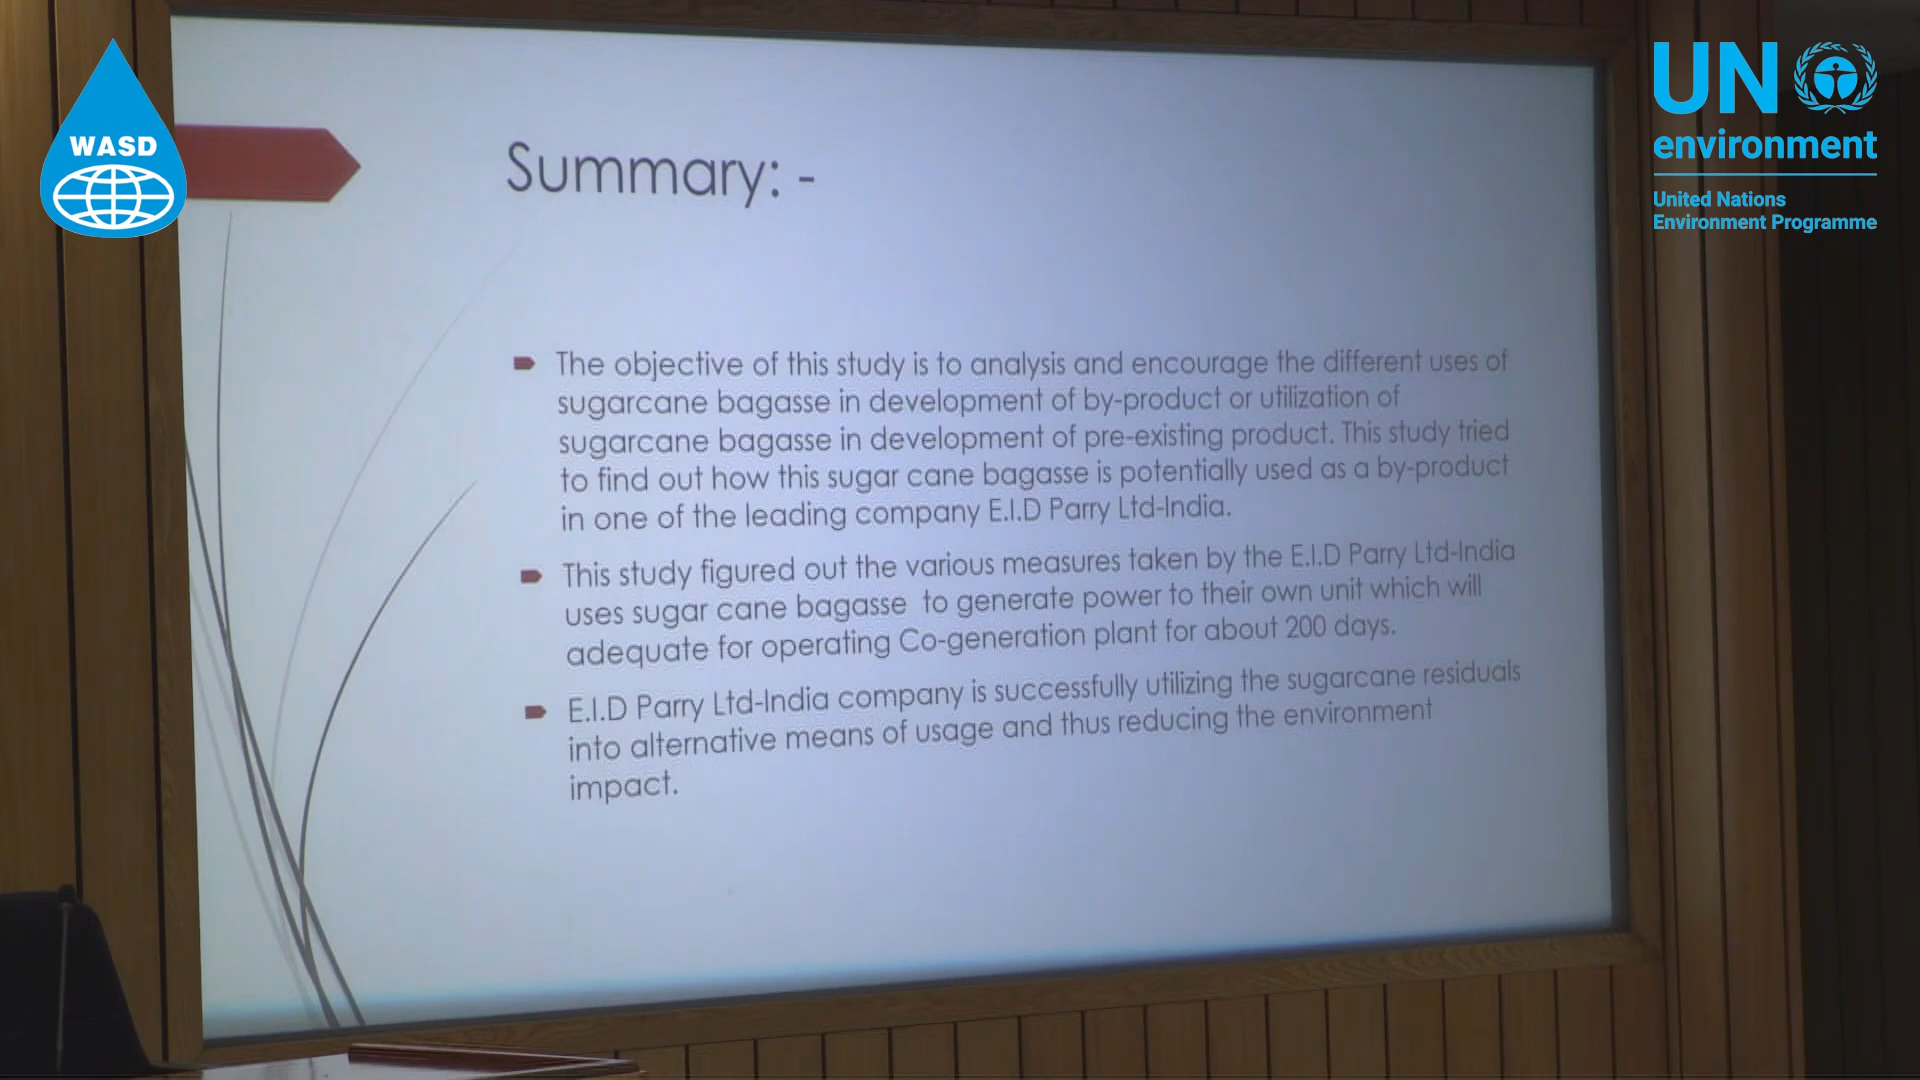 WASD
UN
environment
United Nations
Environment Programme
Summary: -
The objective of this study is to analysis and encourage the different uses of
sugarcane bagasse in development of by-product or utilization of
sugarcane bagasse in development of pre-existing product. This study tried
to find out how this sugar cane bagasse is potentially used as a by-product
in one of the leading company E.I.D Parry Ltd-India.
This study figured out the various measures taken by the E.I.D Parry Ltd-India
uses sugar cane bagasse to generate power to their own unit which will
adequate for operating Co-generation plant for about 200 days.
E.I.D Parry Ltd-India company is successfully utilizing the sugarcane residuals
into alternative means of usage and thus reducing the environment
impact.